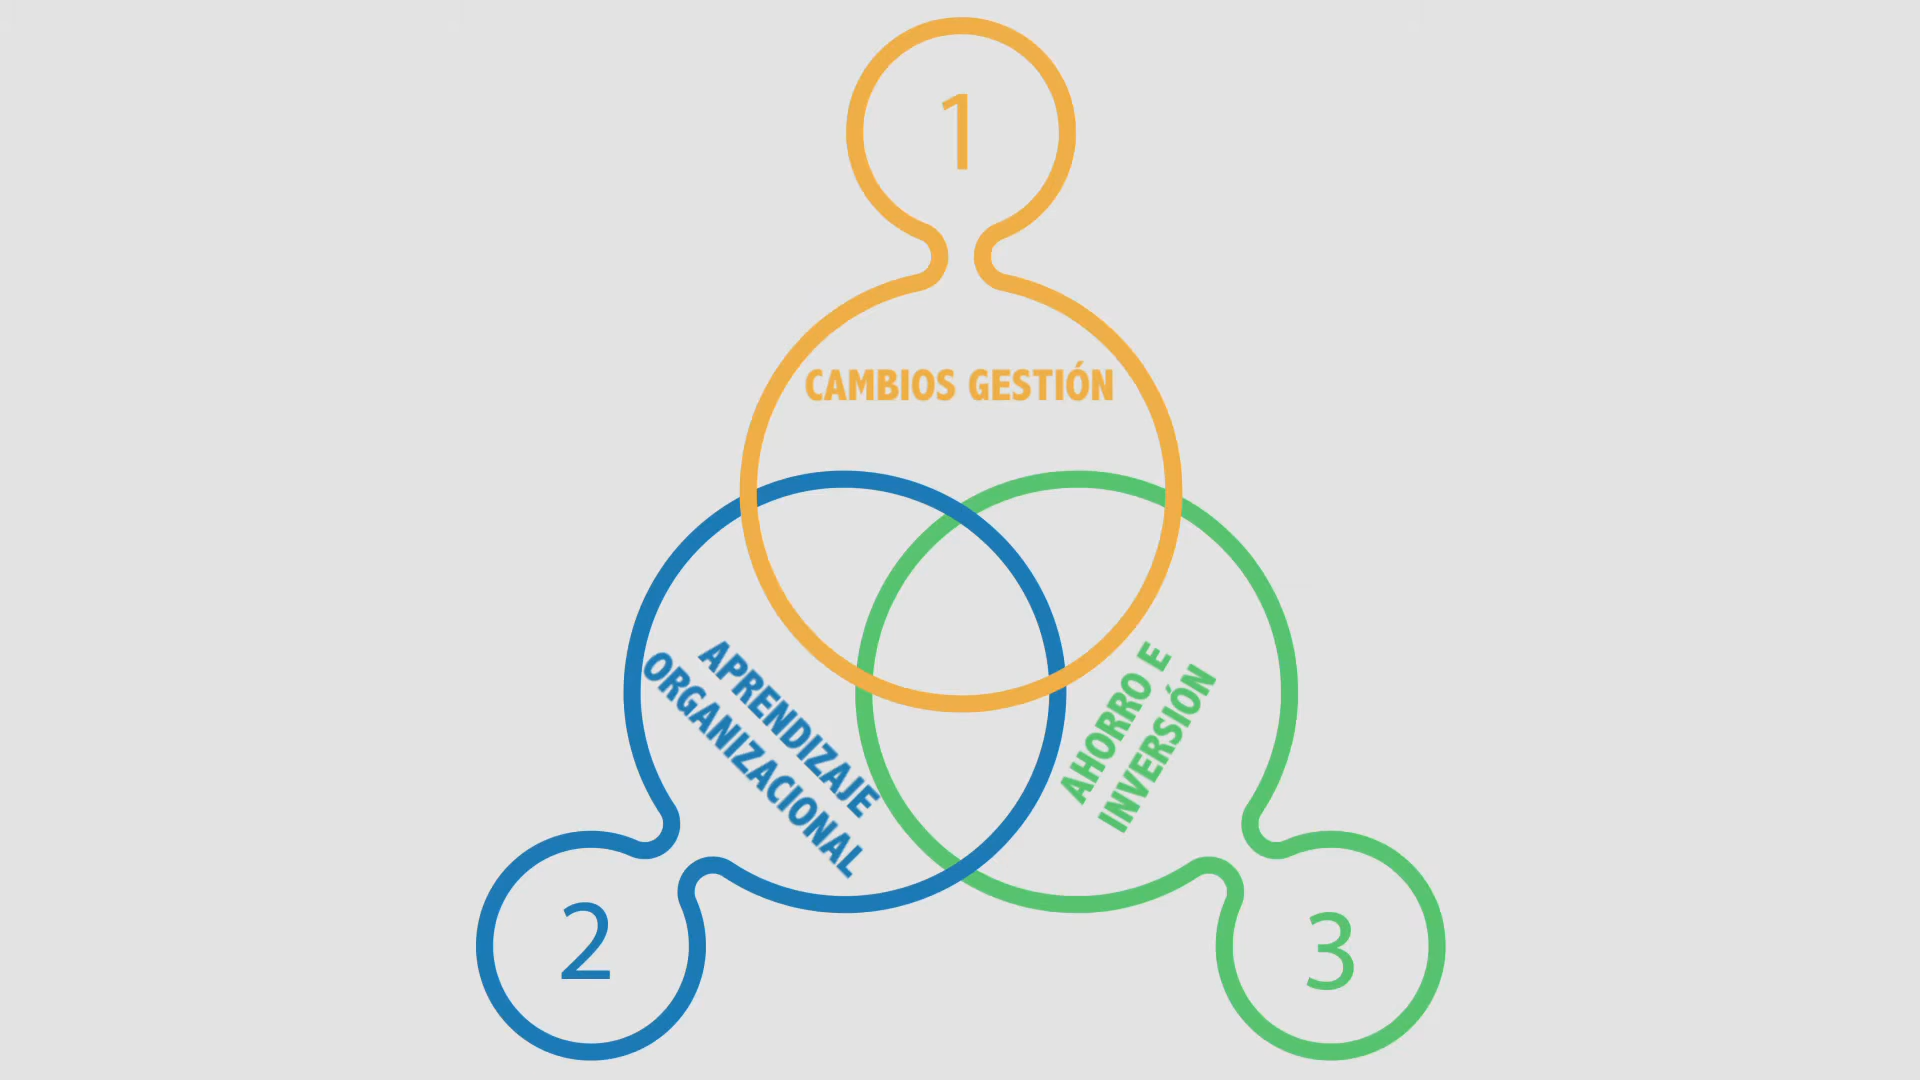 1
CAMBIOS GESTIÓN
APRENDIZAJE
ORGANIZACIONAL
AHORRO E
INVERSIÓN
2
3